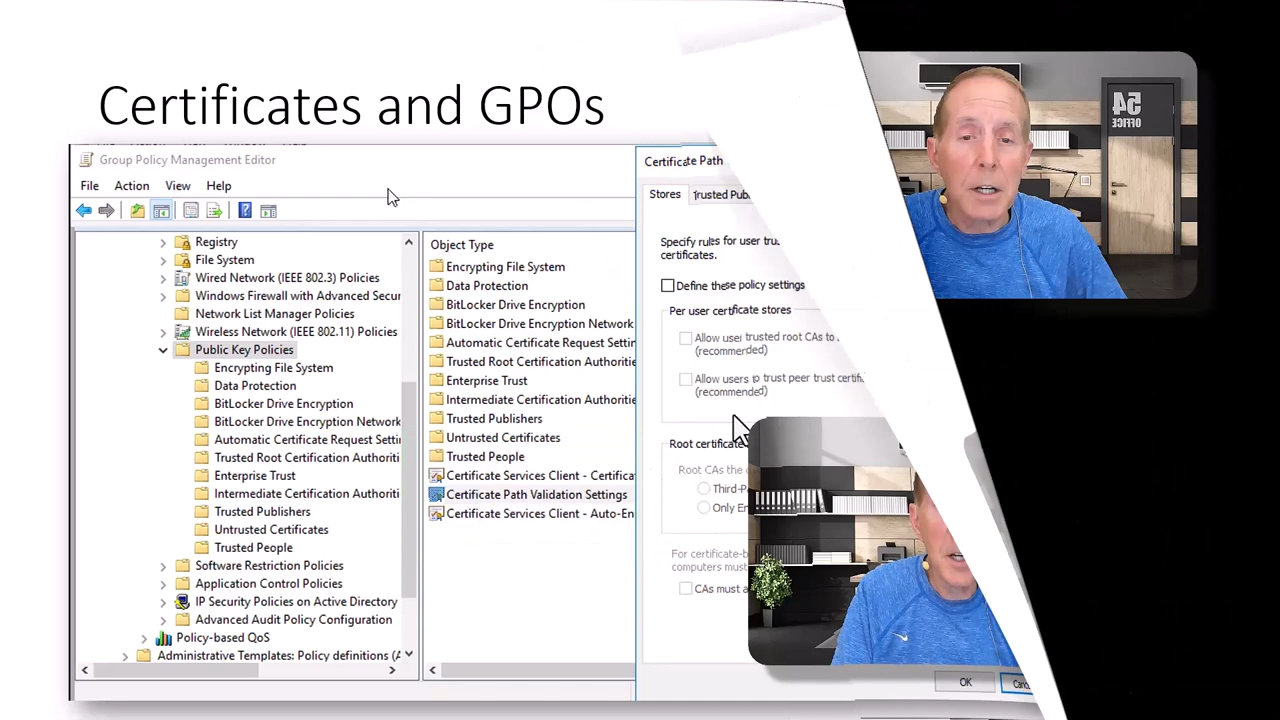 Certificates and GPOs
Group Policy Management Editor
File Action View Help
Registry
File System
Wired Network (IEEE 802.3) Policies
Windows Firewall with Advanced Secur
Network List Manager Policies
Wireless Network (IEEE 802.11) Policies
Public Key Policies
Encrypting File System
Data Protection
BitLocker Drive Encryption
BitLocker Drive Encryption Network
Automatic Certificate Request Setti
Trusted Root Certification Authoriti
Enterprise Trust
Intermediate Certification Authoriti
Trusted Publishers
Untrusted Certificates
Trusted People
Software Restriction Policies
Application Control Policies
IP Security Policies on Active Directory
Advanced Audit Policy Configuration
Policy-based QoS
Administrative Templates: Policy definitions (A
Object Type
Encrypting File System
Data Protection
BitLocker Drive Encryption
BitLocker Drive Encryption Network
Automatic Certificate Request Settin
Trusted Root Certification Authoritie
Enterprise Trust
Intermediate Certification Authoritie
Trusted Publishers
Untrusted Certificates
Trusted People
Certificate Services Client - Certifica
Certificate Path Validation Settings
Certificate Services Client - Auto-En
Certificate Path
Stores Trusted Publ
Specify rules for user trus
certificates.
Define these policy settings
Per user certificate stores
Allow user trusted root CAs to
(recommended)
Allow users to trust peer trust certifi
(recommended)
Root certificate
Root CAs the
Third-P
Only En
For certificate-b
computers must
CAs must a
OK Canc
54
OFFICE